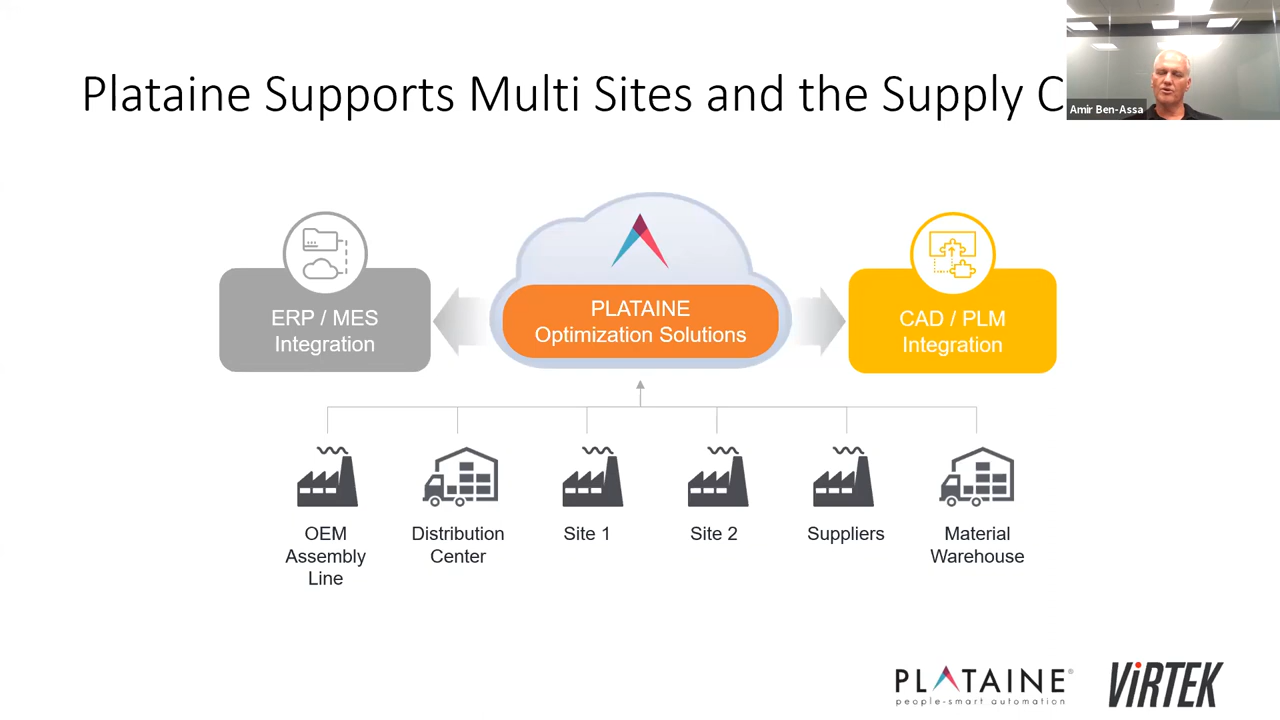 Plataine Supports Multi Sites and the Supply C
Amir Ben-Assa
ERP / MES
Integration
PLATAINE
Optimization Solutions
CAD / PLM
Integration
OEM
Assembly
Line
Distribution
Center
Site 1
Site 2
Suppliers
Material
Warehouse
PLATAINE®
people-smart automation
ViRTEK